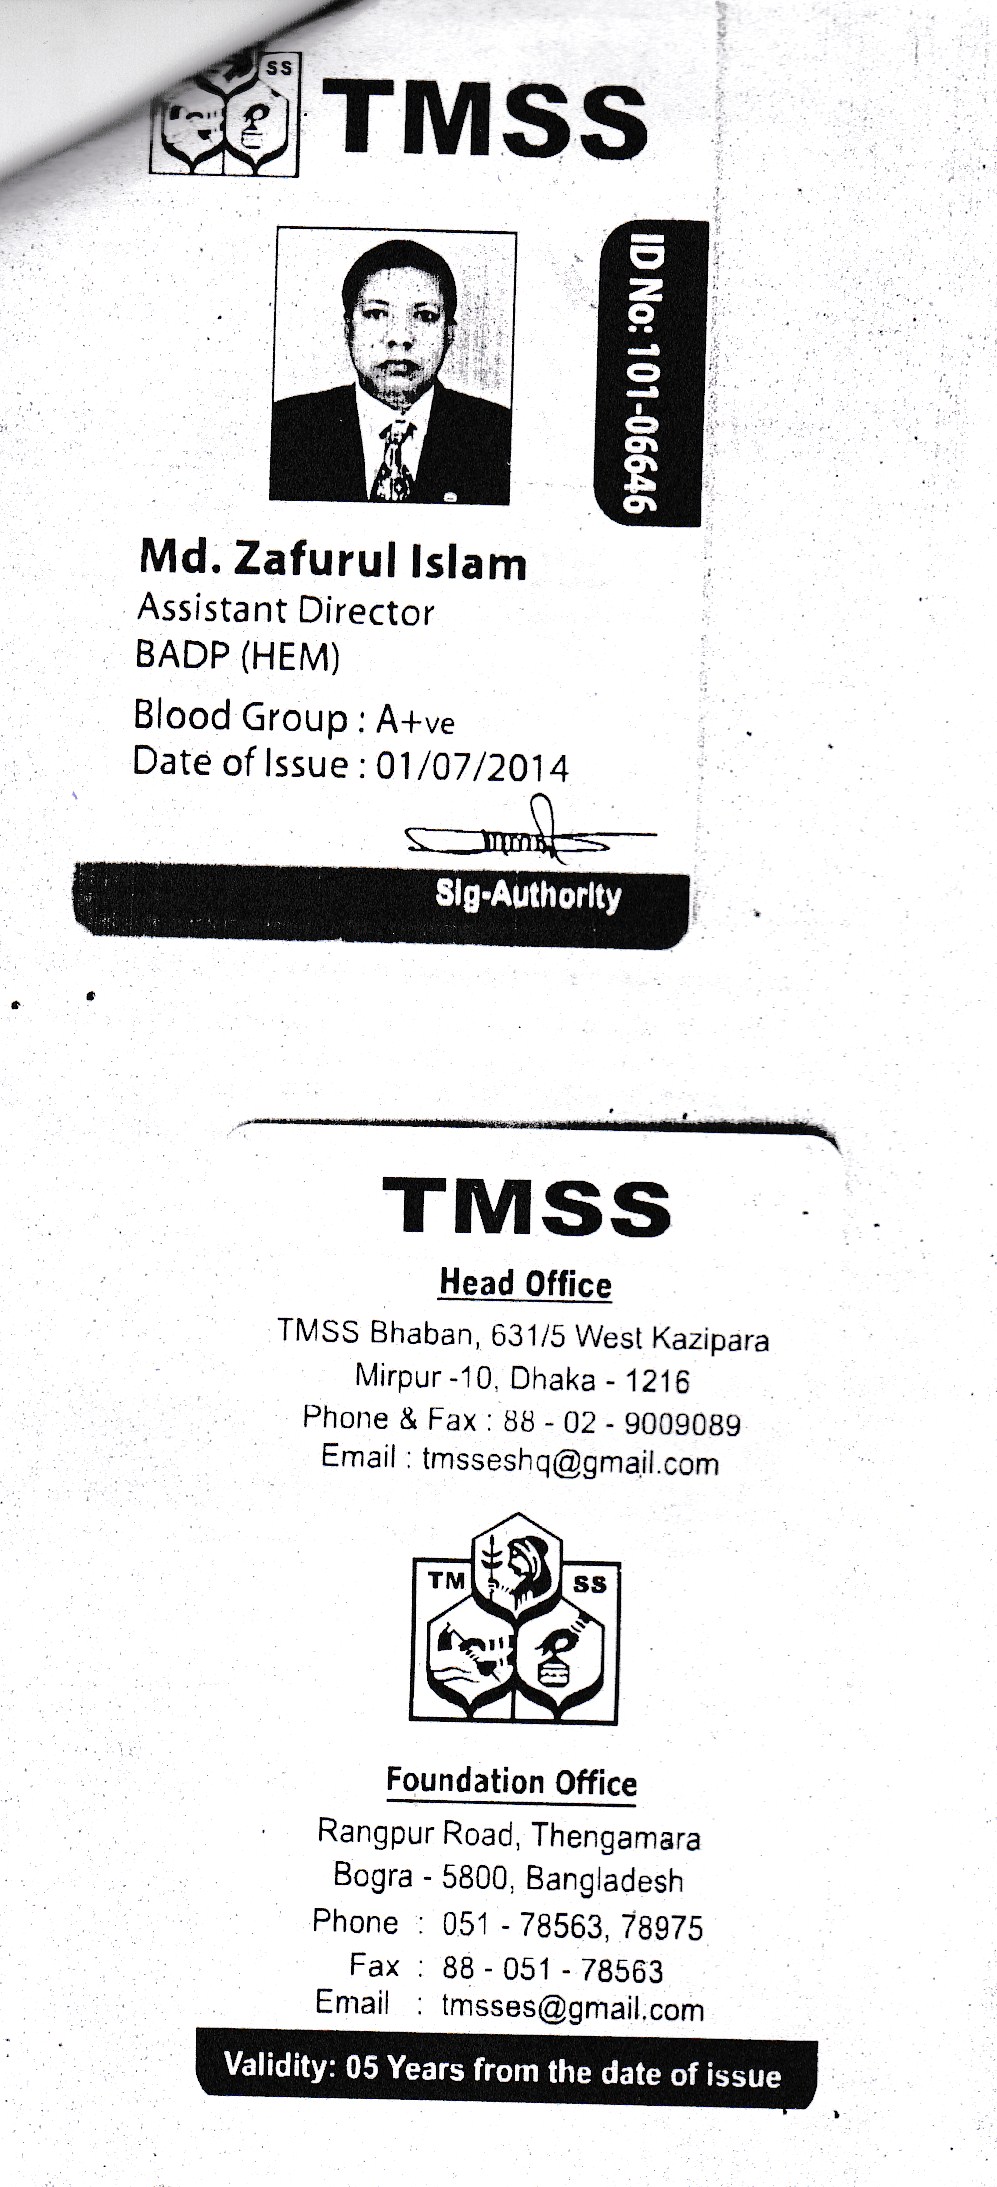 SS
TMSS
ID No: 101-06646
Md. Zafurul Islam
Assistant Director
BADP (HEM)
Blood Group : A+ve
Date of Issue : 01/07/2014
Sig-Authority
TMSS
Head Office
TMSS Bhaban, 631/5 West Kazipara
Mirpur -10, Dhaka - 1216
Phone & Fax : 88 - 02 - 9009089
Email : tmsseshq@gmail.com
TM SS
Foundation Office
Rangpur Road, Thengamara
Bogra - 5800, Bangladesh
Phone : 051 - 78563, 78975
Fax : 88 - 051 - 78563
Email : tmsses@gmail.com
Validity: 05 Years from the date of issue